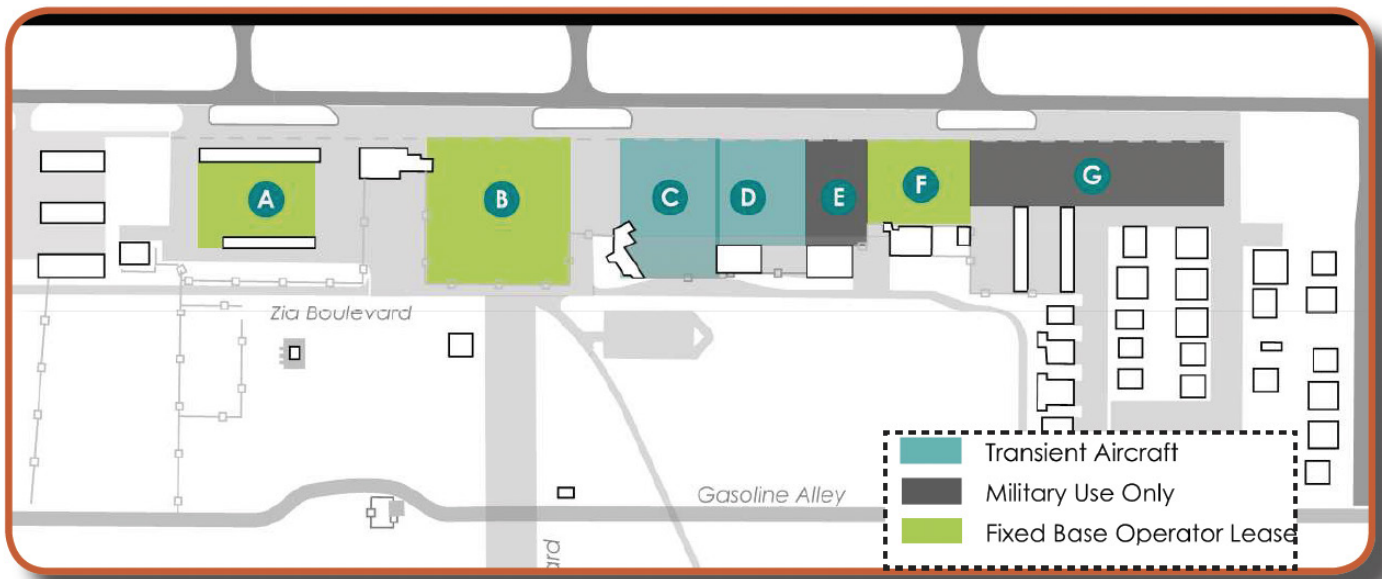 A
B
C
D
E
F
G
Zia Boulevard
Gasoline Alley
Transient Aircraft
Military Use Only
Fixed Base Operator Lease